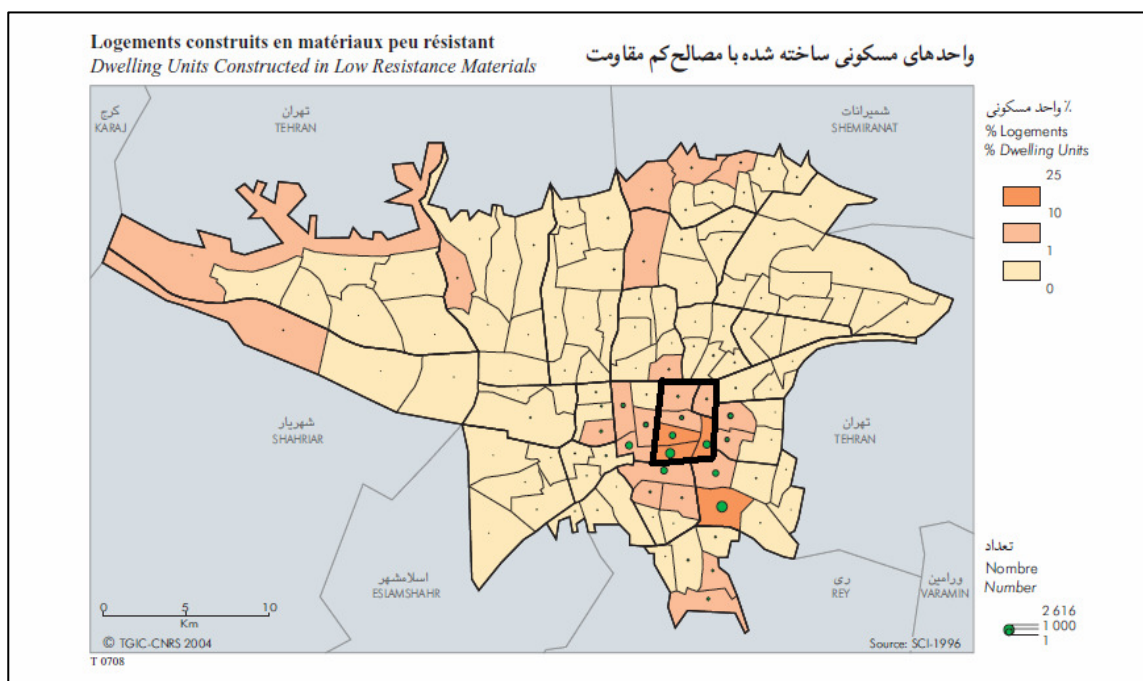 Logements construits en matériaux peu résistant
Dwelling Units Constructed in Low Resistance Materials
واحدهای مسکونی ساخته شده با مصالح کم مقاومت
کرج
KARAJ
تهران
TEHRAN
شمیرانات
SHEMIRANAT
٪ واحد مسکونی
% Logements
% Dwelling Units
25
10
1
0
شهریار
SHAHRIAR
تهران
TEHRAN
اسلامشهر
ESLAMSHAHR
ری
REY
ورامین
VARAMIN
تعداد
Nombre
Number
2 616
1 000
1
0 5 10
Km
© TGIC-CNRS 2004
Source: SCI-1996
T 0708